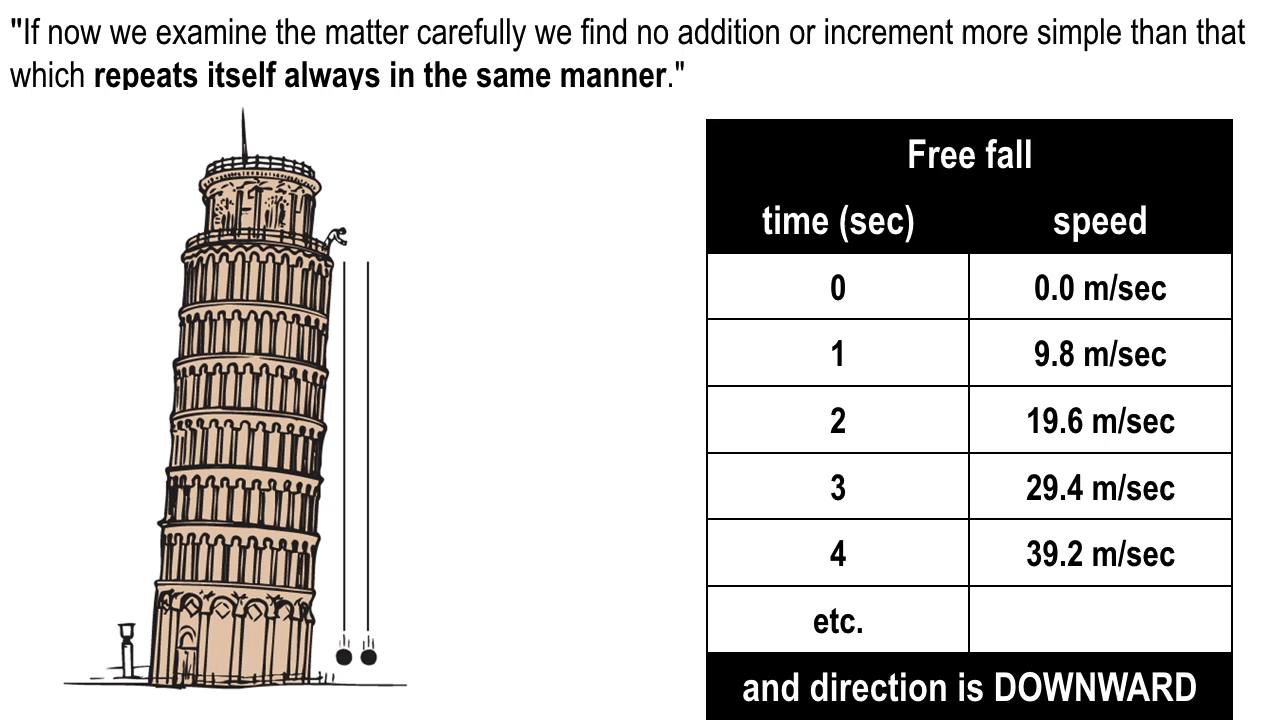 "If now we examine the matter carefully we find no addition or increment more simple than that
which repeats itself always in the same manner."
Free fall
time (sec) speed
0 0.0 m/sec
1 9.8 m/sec
2 19.6 m/sec
3 29.4 m/sec
4 39.2 m/sec
etc.
and direction is DOWNWARD